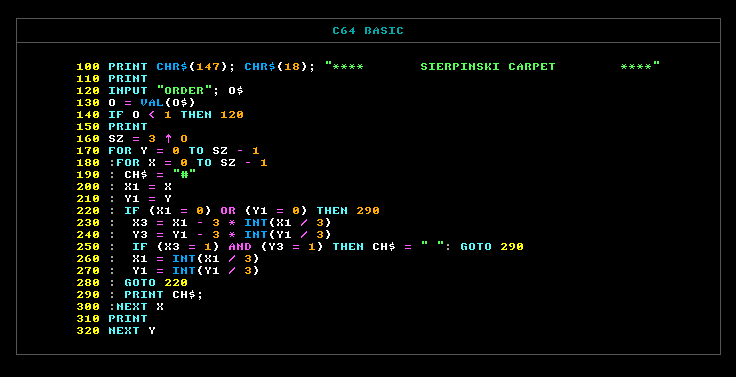 C64 BASIC
100 PRINT CHR$(147); CHR$(18); "****       SIERPINSKI CARPET        ****"
110 PRINT
120 INPUT "ORDER"; O$
130 O = VAL(O$)
140 IF O < 1 THEN 120
150 PRINT
160 SZ = 3 ↑ O
170 FOR Y = 0 TO SZ - 1
180 :FOR X = 0 TO SZ - 1
190 : CH$ = "#"
200 : X1 = X
210 : Y1 = Y
220 : IF (X1 = 0) OR (Y1 = 0) THEN 290
230 :  X3 = X1 - 3 * INT(X1 / 3)
240 :  Y3 = Y1 - 3 * INT(Y1 / 3)
250 :  IF (X3 = 1) AND (Y3 = 1) THEN CH$ = " ": GOTO 290
260 :  X1 = INT(X1 / 3)
270 :  Y1 = INT(Y1 / 3)
280 : GOTO 220
290 : PRINT CH$;
300 :NEXT X
310 PRINT
320 NEXT Y